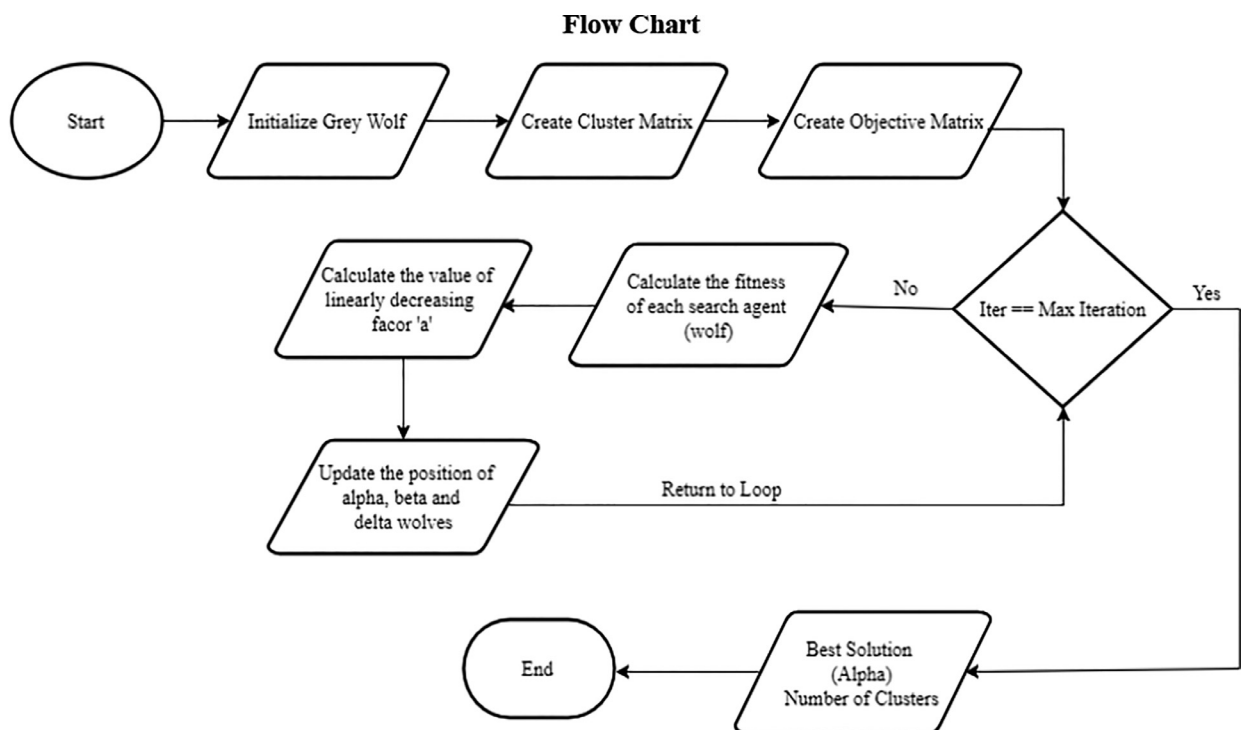 Flow Chart
Start
Initialize Grey Wolf
Create Cluster Matrix
Create Objective Matrix
Calculate the value of
linearly decreasing
facor 'a'
Calculate the fitness
of each search agent
(wolf)
No
Iter == Max Iteration
Yes
Update the position of
alpha, beta and
delta wolves
Return to Loop
End
Best Solution
(Alpha)
Number of Clusters